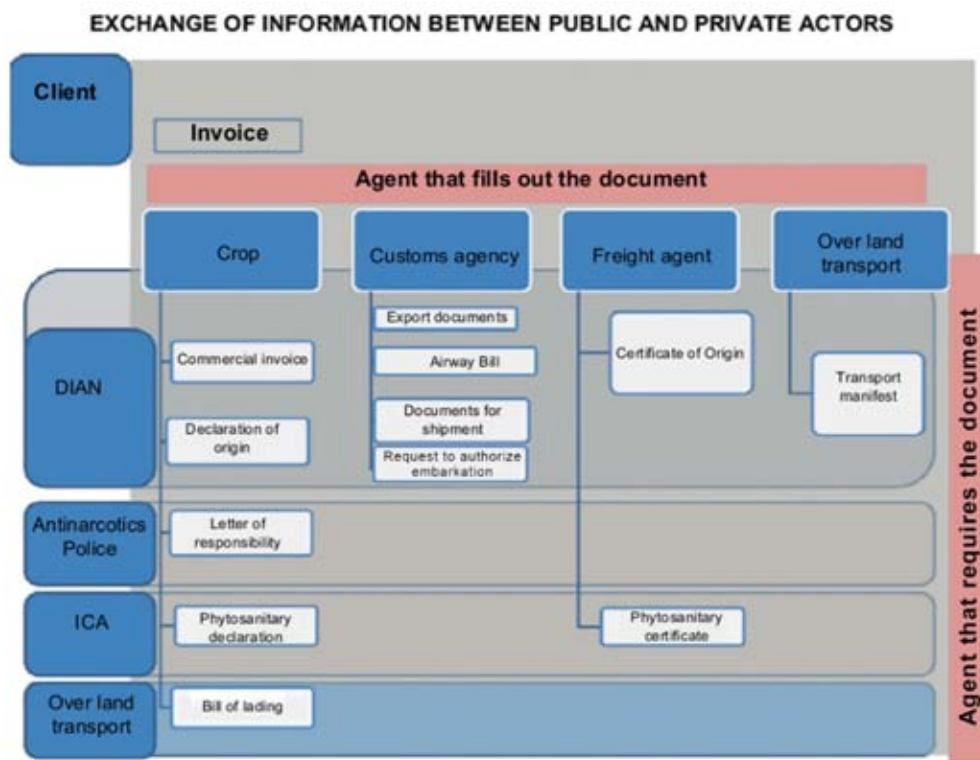 EXCHANGE OF INFORMATION BETWEEN PUBLIC AND PRIVATE ACTORS
Client
Invoice
Agent that fills out the document
Crop
Customs agency
Freight agent
Over land
transport
DIAN
Commercial invoice
Declaration of
origin
Export documents
Airway Bill
Documents for
shipment
Request to authorize
embarkation
Certificate of Origin
Transport
manifest
Antinarcotics
Police
Letter of
responsibility
ICA
Phytosanitary
declaration
Phytosanitary
certificate
Over land
transport
Bill of lading
Agent that requires the document